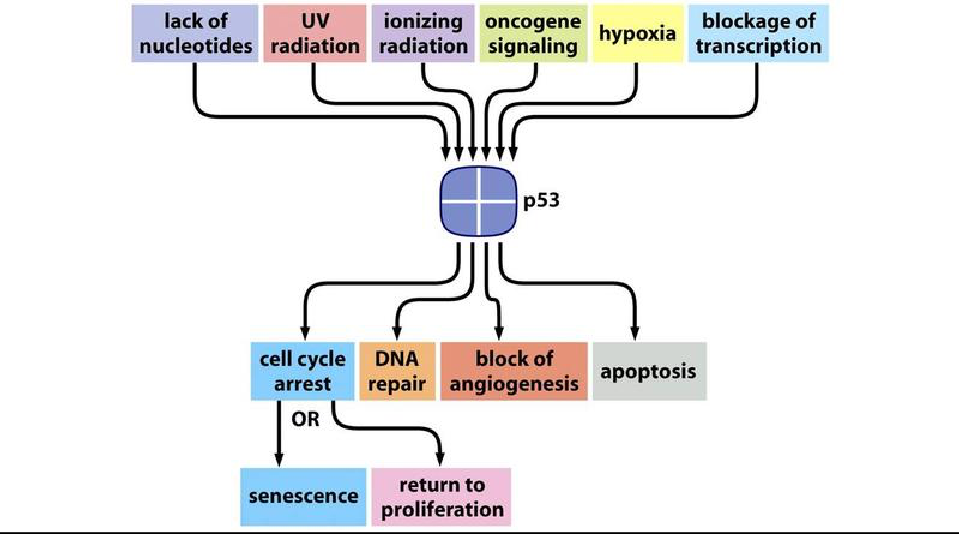 lack of
nucleotides
UV
radiation
ionizing
radiation
oncogene
signaling
hypoxia
blockage of
transcription
p53
cell cycle
arrest
DNA
repair
block of
angiogenesis
apoptosis
OR
senescence
return to
proliferation